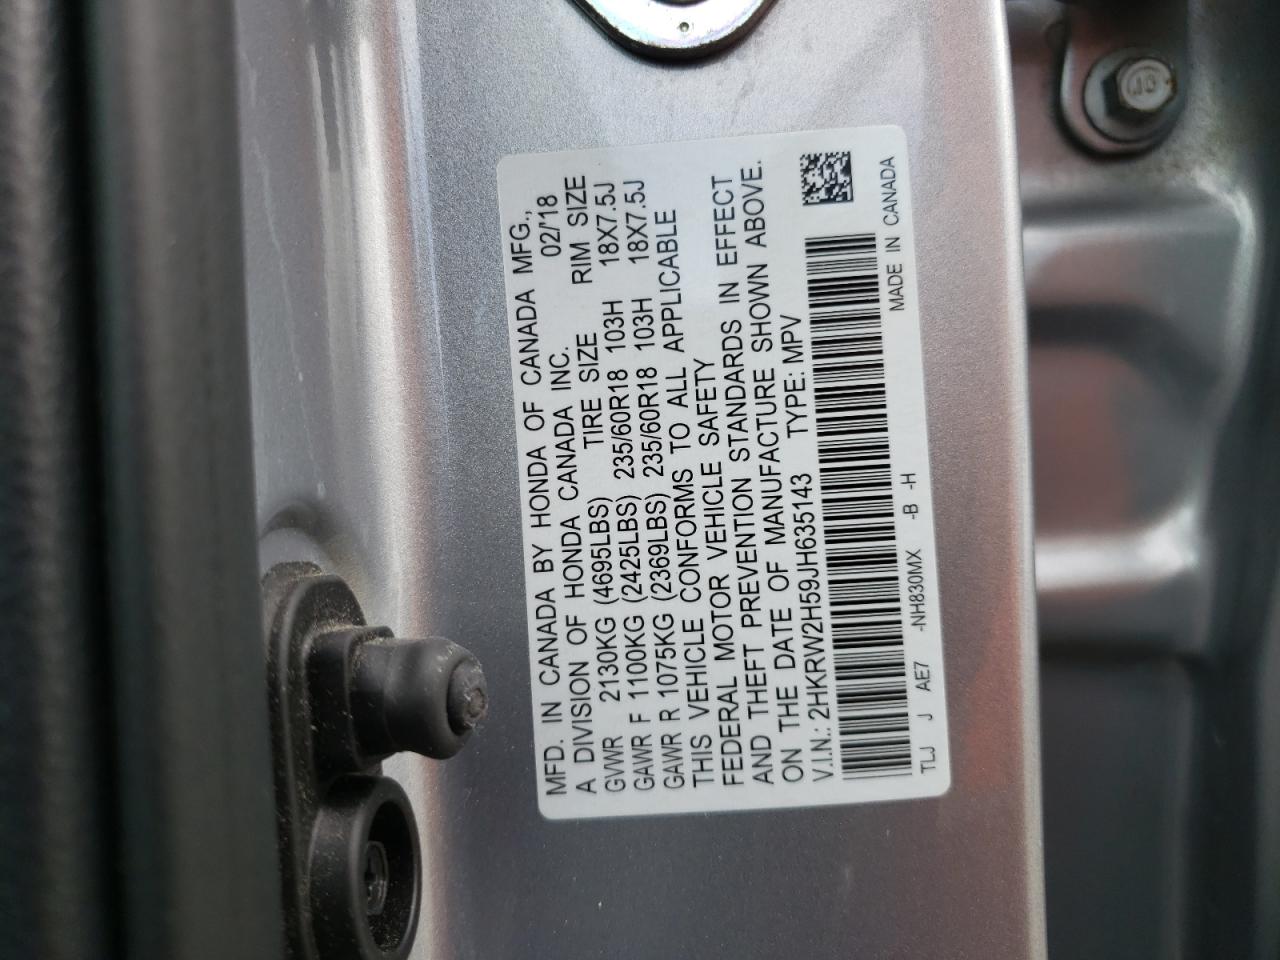 MFD. IN CANADA BY HONDA OF CANADA MFG.,
A DIVISION OF HONDA CANADA INC. 02/'18
GVWR 2130KG (4695LBS) TIRE SIZE RIM SIZE
GAWR F 1100KG (2425LBS) 235/60R18 103H 18X7.5J
GAWR R 1075KG (2369LBS) 235/60R18 103H 18X7.5J
THIS VEHICLE CONFORMS TO ALL APPLICABLE
FEDERAL MOTOR VEHICLE SAFETY
AND THEFT PREVENTION STANDARDS IN EFFECT
ON THE DATE OF MANUFACTURE SHOWN ABOVE.
V.I.N.: 2HKRW2H59JH635143 TYPE: MPV
TLJ J AE7 -NH830MX -B -H MADE IN CANADA